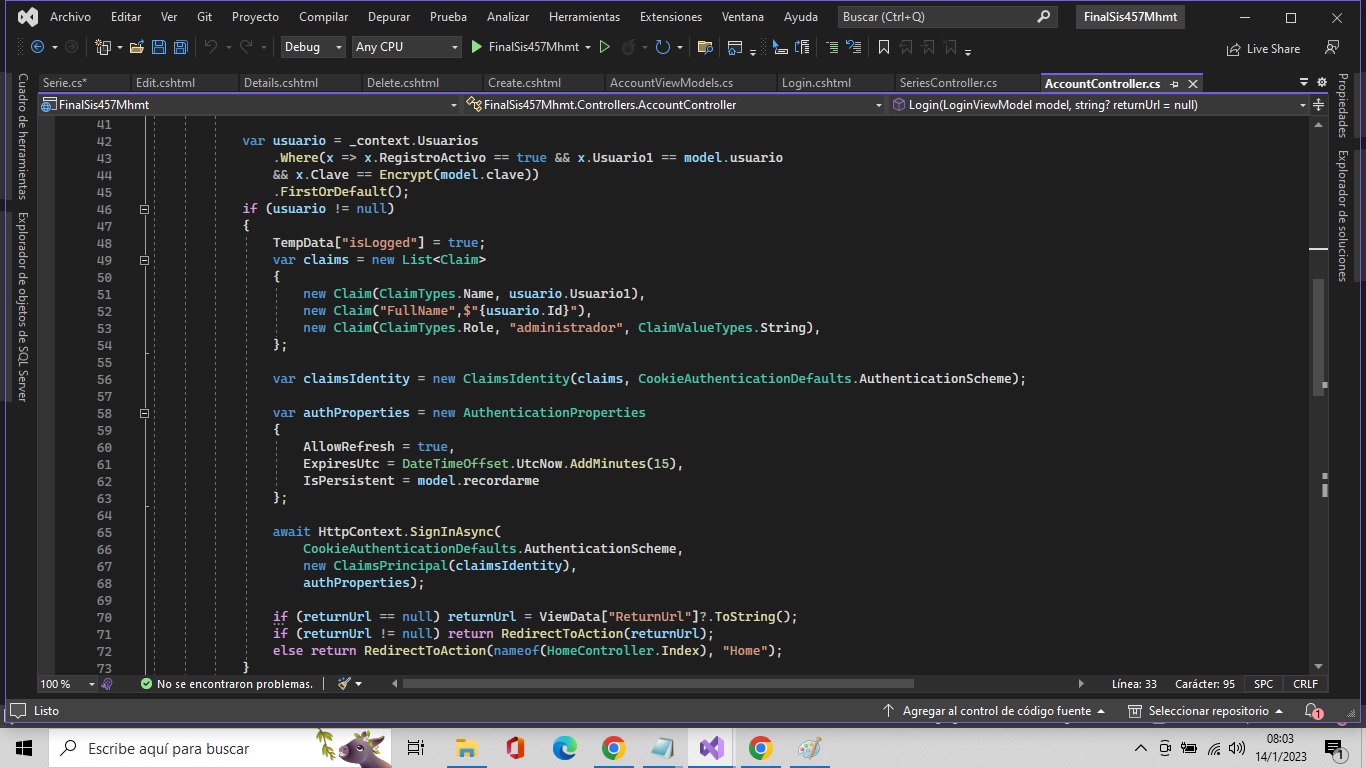 Archivo Editar Ver Git Proyecto Compilar Depurar Prueba Analizar Herramientas Extensiones Ventana Ayuda Buscar (Ctrl+Q) FinalSis457Mhmt
Debug Any CPU FinalSis457Mhmt Live Share
Serie.cs* Edit.cshtml Details.cshtml Delete.cshtml Create.cshtml AccountViewModels.cs Login.cshtml SeriesController.cs AccountController.cs
FinalSis457Mhmt FinalSis457Mhmt.Controllers.AccountController Login(LoginViewModel model, string? returnUrl = null)
Cuadro de herramientas
Explorador de objetos de SQL Server
41
42 var usuario = _context.Usuarios
43 .Where(x => x.RegistroActivo == true && x.Usuario1 == model.usuario
44 && x.Clave == Encrypt(model.clave))
45 .FirstOrDefault();
46 if (usuario != null)
47 {
48 TempData["isLogged"] = true;
49 var claims = new List<Claim>
50 {
51 new Claim(ClaimTypes.Name, usuario.Usuario1),
52 new Claim("FullName",$"{usuario.Id}"),
53 new Claim(ClaimTypes.Role, "administrador", ClaimValueTypes.String),
54 };
55
56 var claimsIdentity = new ClaimsIdentity(claims, CookieAuthenticationDefaults.AuthenticationScheme);
57
58 var authProperties = new AuthenticationProperties
59 {
60 AllowRefresh = true,
61 ExpiresUtc = DateTimeOffset.UtcNow.AddMinutes(15),
62 IsPersistent = model.recordarme
63 };
64
65 await HttpContext.SignInAsync(
66 CookieAuthenticationDefaults.AuthenticationScheme,
67 new ClaimsPrincipal(claimsIdentity),
68 authProperties);
69
70 if (returnUrl == null) returnUrl = ViewData["ReturnUrl"]?.ToString();
71 if (returnUrl != null) return RedirectToAction(returnUrl);
72 else return RedirectToAction(nameof(HomeController.Index), "Home");
73 }
Propiedades
Explorador de soluciones
100 % No se encontraron problemas. Línea: 33 Carácter: 95 SPC CRLF
Listo Agregar al control de código fuente Seleccionar repositorio 1
Escribe aquí para buscar 08:03
14/1/2023 1